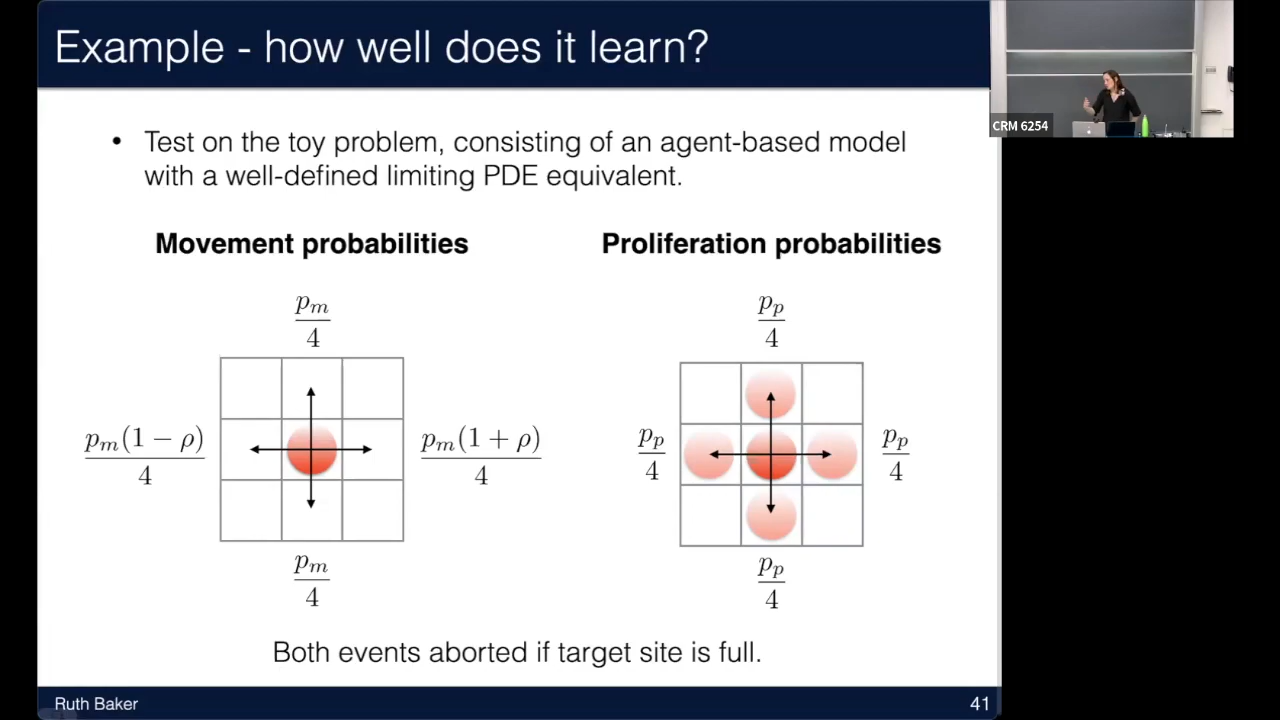 Example - how well does it learn?
CRM 6254
• Test on the toy problem, consisting of an agent-based model
with a well-defined limiting PDE equivalent.
Movement probabilities
Proliferation probabilities
p_m/4
p_m(1 − ρ)/4
p_m(1 + ρ)/4
p_m/4
p_p/4
p_p/4
p_p/4
p_p/4
Both events aborted if target site is full.
Ruth Baker
41